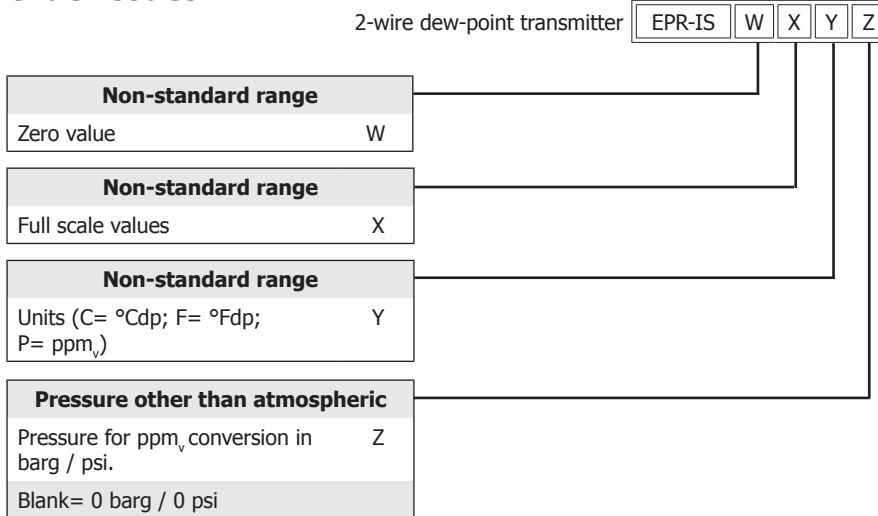 2-wire dew-point transmitter EPR-IS W X Y Z
Non-standard range
Zero value W
Non-standard range
Full scale values X
Non-standard range
Units (C= °Cdp; F= °Fdp; Y
P= ppmv)
Pressure other than atmospheric
Pressure for ppmv conversion in Z
barg / psi.
Blank= 0 barg / 0 psi